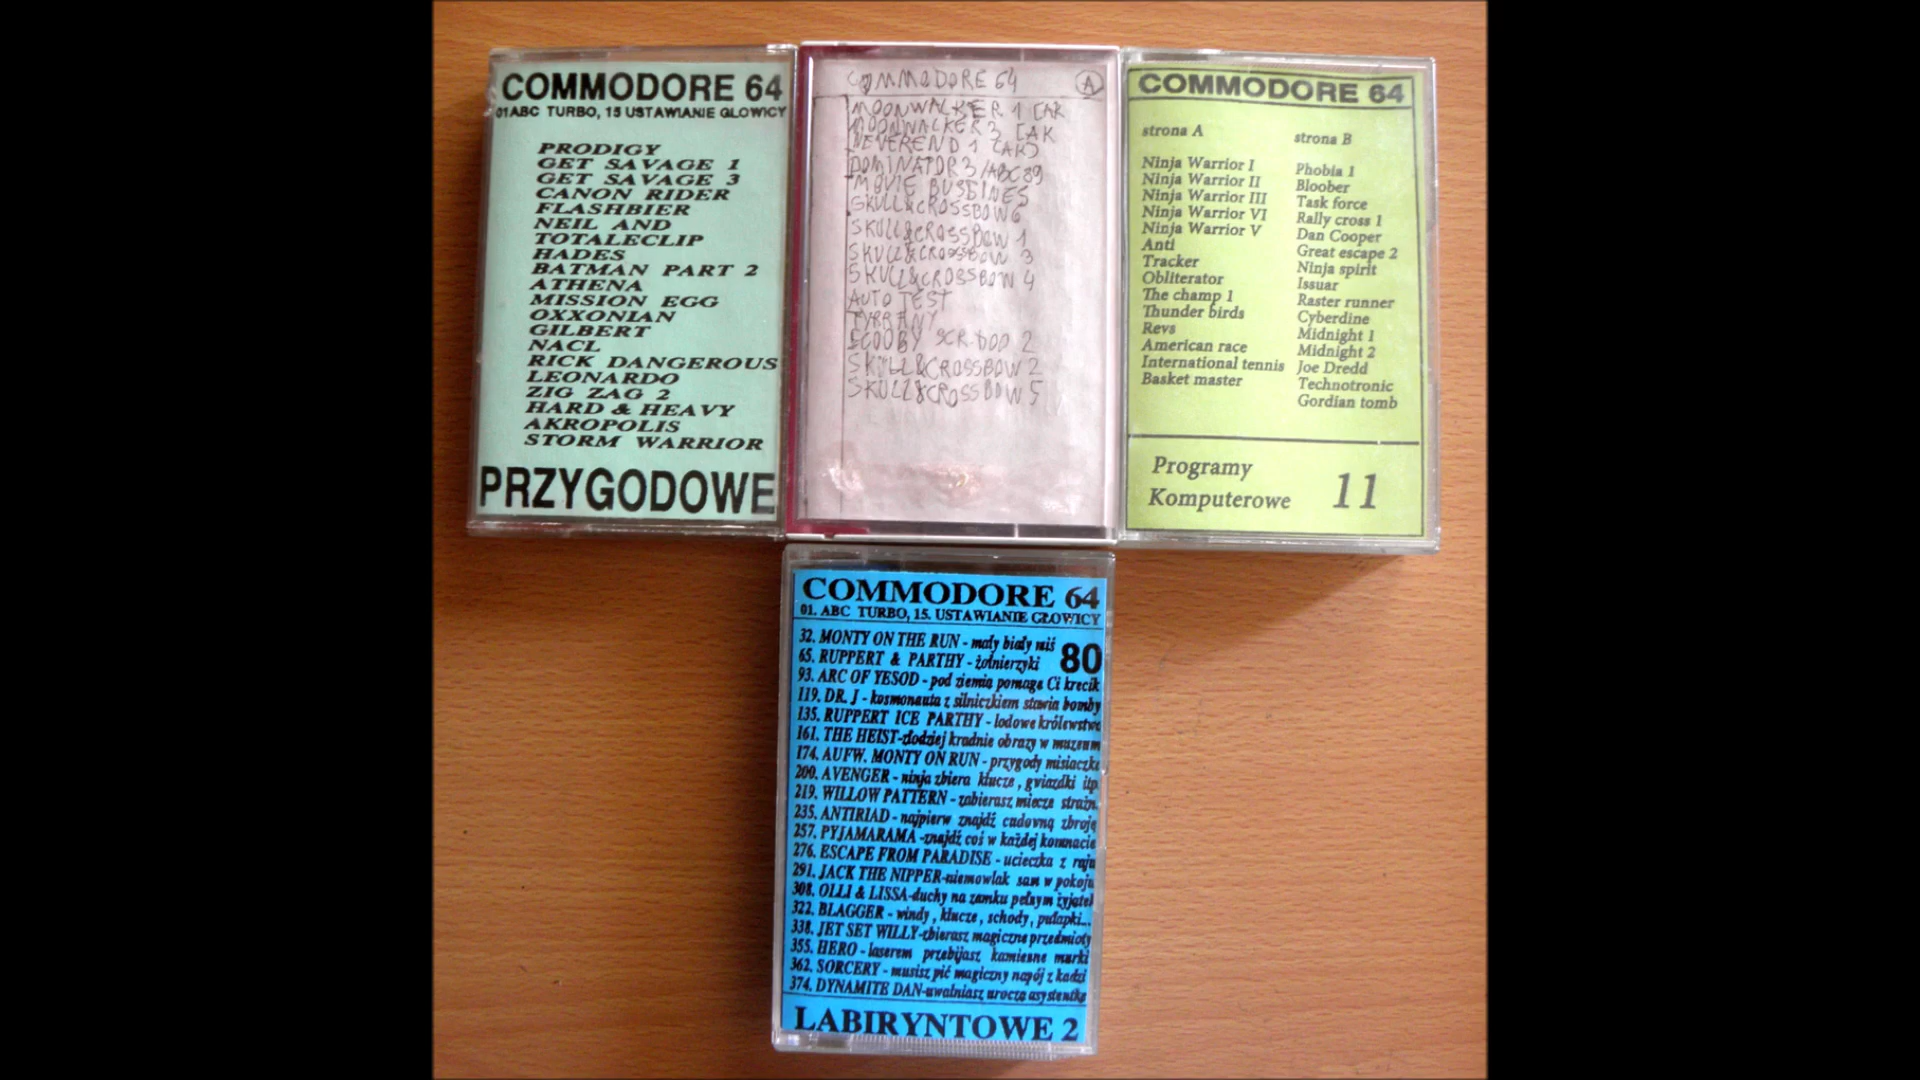 COMMODORE 64
01ABC TURBO, 15 USTAWIANIE GLOWICY
PRODIGY
GET SAVAGE 1
GET SAVAGE 3
CANON RIDER
FLASHBIER
NEIL AND
TOTALECLIP
HADES
BATMAN PART 2
ATHENA
MISSION EGG
OXXONIAN
GILBERT
NACL
RICK DANGEROUS
LEONARDO
ZIG ZAG 2
HARD & HEAVY
AKROPOLIS
STORM WARRIOR
PRZYGODOWE
COMMODORE 64 A
MOONWALKER 1 [AK
MOONWALKER 3 [AK
NEVEREND 1 [AK]
DOMINATOR 3 /ABC 89
MOVIE BUSSINES
SKULL&CROSSBOW 6
SKULL&CROSSBOW 1
SKULL&CROSSBOW 3
SKULL&CROSSBOW 4
AUTO TEST
TYRRANY
SCOOBY SCR.DOO 2
SKULL&CROSSBOW 2
SKULL&CROSSBOW 5
COMMODORE 64
strona A
Ninja Warrior I
Ninja Warrior II
Ninja Warrior III
Ninja Warrior VI
Ninja Warrior V
Anti
Tracker
Obliterator
The champ 1
Thunder birds
Revs
American race
International tennis
Basket master
strona B
Phobia 1
Bloober
Task force
Rally cross 1
Dan Cooper
Great escape 2
Ninja spirit
Issuar
Raster runner
Cyberdine
Midnight 1
Midnight 2
Joe Dredd
Technotronic
Gordian tomb
Programy
Komputerowe 11
COMMODORE 64
01. ABC TURBO, 15. USTAWIANIE GŁOWICY
32. MONTY ON THE RUN - mały biały miś
80
65. RUPPERT & PARTHY - żołnierzyki
93. ARC OF YESOD - pod ziemią pomaga Ci krecik
119. DR. J - kosmonauta z silniczkiem stawia bomby
135. RUPPERT ICE PARTHY - lodowe królewstwo
161. THE HEIST-złodziej kradnie obrazy w muzeum
174. AUFW. MONTY ON RUN - przygody misiaczka
200. AVENGER - ninja zbiera klucze , gwiazdki itp.
219. WILLOW PATTERN - zabierasz miecze strażn.
235. ANTIRIAD - najpierw znajdź cudowną zbroję
257. PYJAMARAMA -znajdź coś w każdej komnacie
276. ESCAPE FROM PARADISE - ucieczka z raju
291. JACK THE NIPPER-niemowlak sam w pokoju
308. OLLI & LISSA-duchy na zamku pełnym żyjątek
322. BLAGGER - windy , klucze , schody , pułapki...
338. JET SET WILLY-zbierasz magiczne przedmioty
355. HERO - laserem przebijasz kamienne murki
362. SORCERY - musisz pić magiczny napój z kadzi
374. DYNAMITE DAN-uwalniasz uroczą asystentkę
LABIRYNTOWE 2